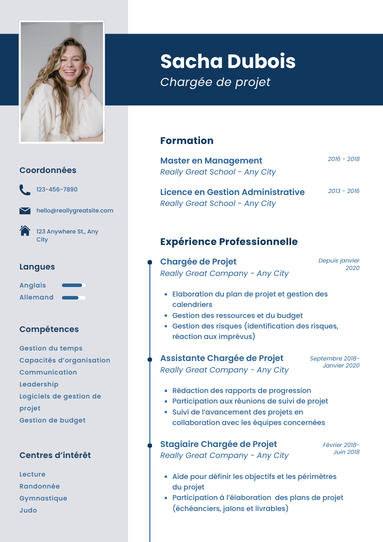 Sacha Dubois
Chargée de projet
Coordonnées
123-456-7890
hello@reallygreatsite.com
123 Anywhere St., Any
City
Langues
Anglais
Allemand
Compétences
Gestion du temps
Capacités d'organisation
Communication
Leadership
Logiciels de gestion de
projet
Gestion de budget
Centres d'intérêt
Lecture
Randonnée
Gymnastique
Judo
Formation
Master en Management
2016 - 2018
Really Great School - Any City
Licence en Gestion Administrative
2013 - 2016
Really Great School - Any City
Expérience Professionnelle
Chargée de Projet
Depuis janvier
2020
Really Great Company - Any City
• Elaboration du plan de projet et gestion des
calendriers
• Gestion des ressources et du budget
• Gestion des risques (identification des risques,
réaction aux imprévus)
Assistante Chargée de Projet
Septembre 2018-
Janvier 2020
Really Great Company - Any City
• Rédaction des rapports de progression
• Participation aux réunions de suivi de projet
• Suivi de l'avancement des projets en
collaboration avec les équipes concernées
Stagiaire Chargée de Projet
Février 2018-
Juin 2018
Really Great Company - Any City
• Aide pour définir les objectifs et les périmètres
du projet
• Participation à l'élaboration des plans de projet
(échéanciers, jalons et livrables)